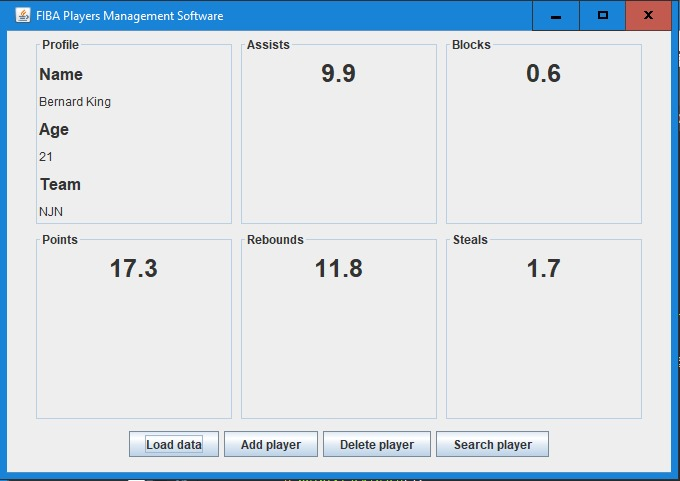 FIBA Players Management Software
Profile
Name
Bernard King
Age
21
Team
NJN
Assists
9.9
Blocks
0.6
Points
17.3
Rebounds
11.8
Steals
1.7
Load data
Add player
Delete player
Search player